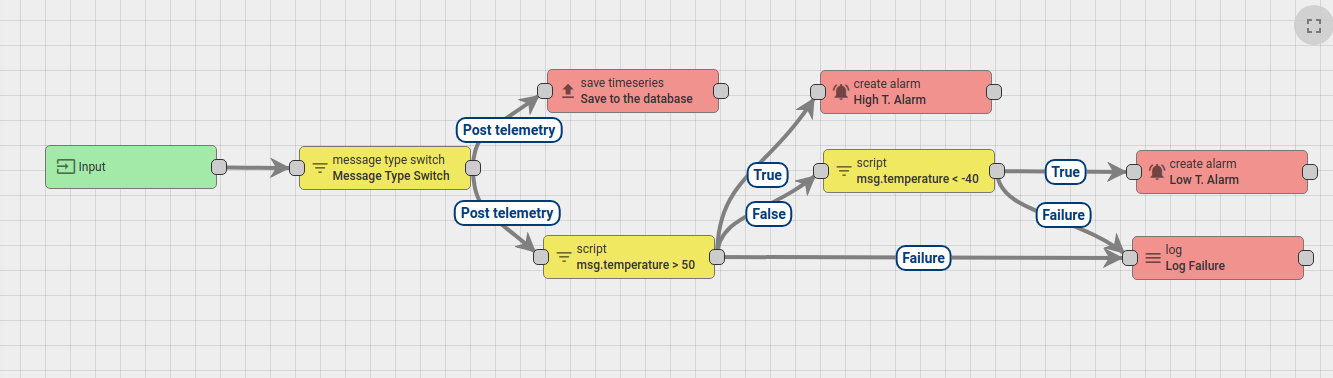 Input
message type switch
Message Type Switch
Post telemetry
Post telemetry
save timeseries
Save to the database
script
msg.temperature > 50
True
False
Failure
create alarm
High T. Alarm
script
msg.temperature < -40
True
Failure
create alarm
Low T. Alarm
log
Log Failure